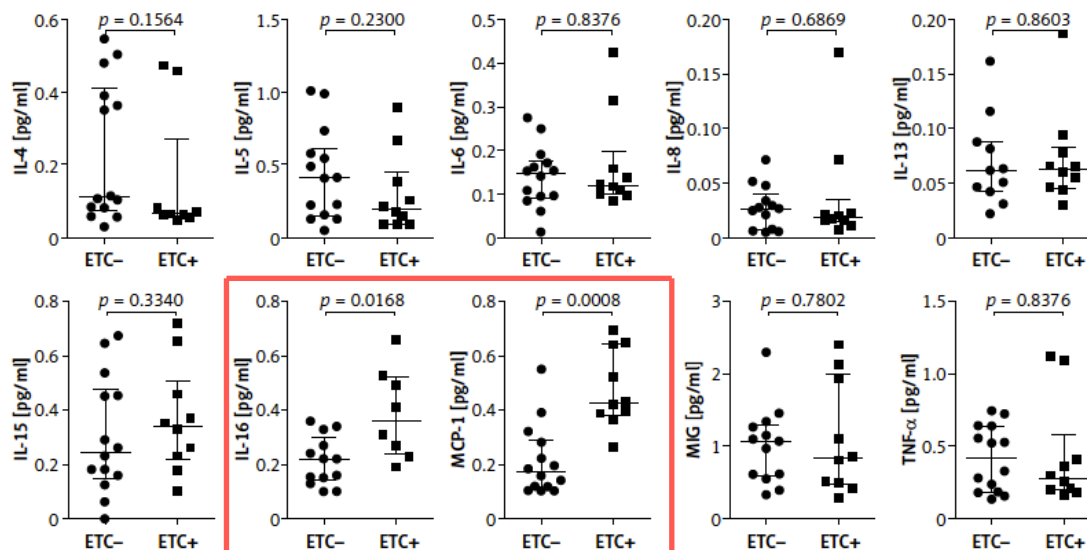 p = 0.1564
p = 0.2300
p = 0.8376
p = 0.6869
p = 0.8603
IL-4 [pg/ml]
0.6
0.4
0.2
0
ETC– ETC+
IL-5 [pg/ml]
1.5
1.0
0.5
0
ETC– ETC+
IL-6 [pg/ml]
0.5
0.4
0.3
0.2
0.1
0
ETC– ETC+
IL-8 [pg/ml]
0.20
0.15
0.10
0.05
0
ETC– ETC+
IL-13 [pg/ml]
0.20
0.15
0.10
0.05
0
ETC– ETC+
p = 0.3340
p = 0.0168
p = 0.0008
p = 0.7802
p = 0.8376
IL-15 [pg/ml]
0.8
0.6
0.4
0.2
0
ETC– ETC+
IL-16 [pg/ml]
0.8
0.6
0.4
0.2
0
ETC– ETC+
MCP-1 [pg/ml]
0.8
0.6
0.4
0.2
0
ETC– ETC+
MIG [pg/ml]
3
2
1
0
ETC– ETC+
TNF-α [pg/ml]
1.5
1.0
0.5
0
ETC– ETC+